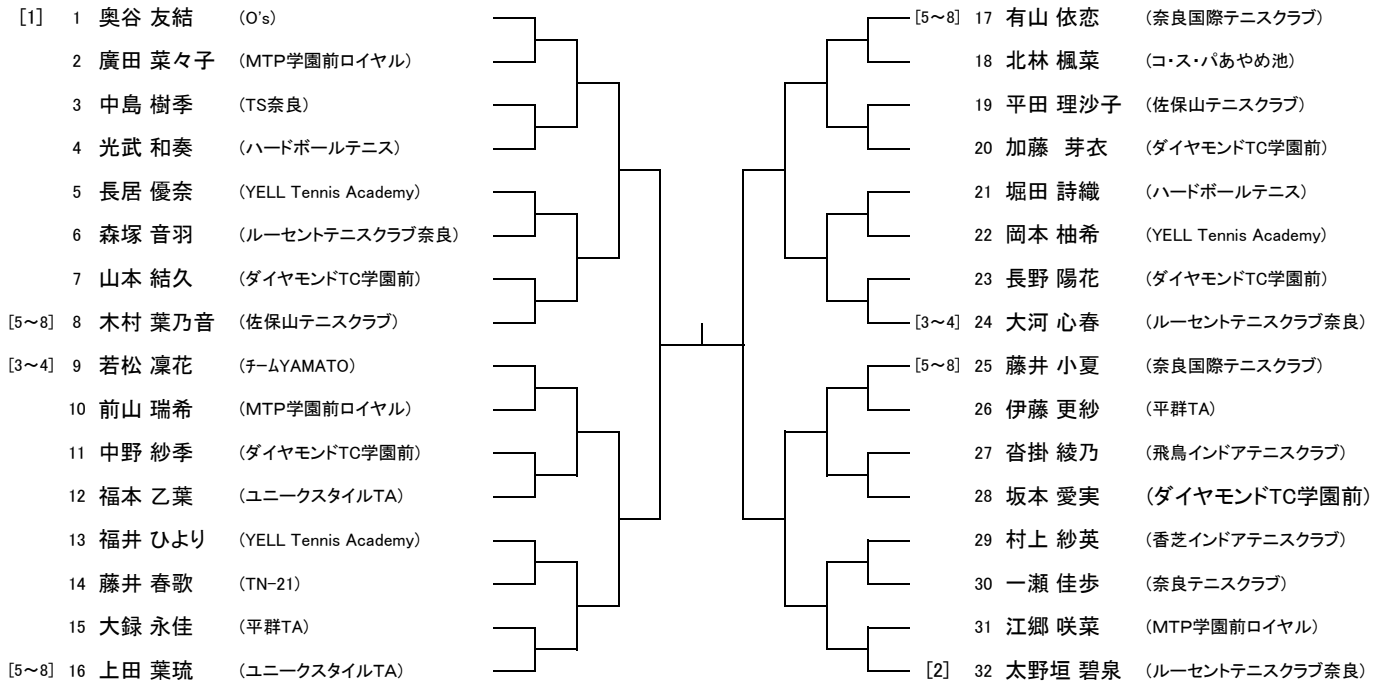 [1] 1 奥谷 友結 (O's)
2 廣田 菜々子 (MTP学園前ロイヤル)
3 中島 樹季 (TS奈良)
4 光武 和奏 (ハードボールテニス)
5 長居 優奈 (YELL Tennis Academy)
6 森塚 音羽 (ルーセントテニスクラブ奈良)
7 山本 結久 (ダイヤモンドTC学園前)
[5~8] 8 木村 葉乃音 (佐保山テニスクラブ)
[3~4] 9 若松 凜花 (チームYAMATO)
10 前山 瑞希 (MTP学園前ロイヤル)
11 中野 紗季 (ダイヤモンドTC学園前)
12 福本 乙葉 (ユニークスタイルTA)
13 福井 ひより (YELL Tennis Academy)
14 藤井 春歌 (TN-21)
15 大録 永佳 (平群TA)
[5~8] 16 上田 葉琉 (ユニークスタイルTA)
[5~8] 17 有山 依恋 (奈良国際テニスクラブ)
18 北林 楓菜 (コ・ス・パあやめ池)
19 平田 理沙子 (佐保山テニスクラブ)
20 加藤 芽衣 (ダイヤモンドTC学園前)
21 堀田 詩織 (ハードボールテニス)
22 岡本 柚希 (YELL Tennis Academy)
23 長野 陽花 (ダイヤモンドTC学園前)
[3~4] 24 大河 心春 (ルーセントテニスクラブ奈良)
[5~8] 25 藤井 小夏 (奈良国際テニスクラブ)
26 伊藤 更紗 (平群TA)
27 沓掛 綾乃 (飛鳥インドアテニスクラブ)
28 坂本 愛実 (ダイヤモンドTC学園前)
29 村上 紗英 (香芝インドアテニスクラブ)
30 一瀬 佳歩 (奈良テニスクラブ)
31 江郷 咲菜 (MTP学園前ロイヤル)
[2] 32 太野垣 碧泉 (ルーセントテニスクラブ奈良)